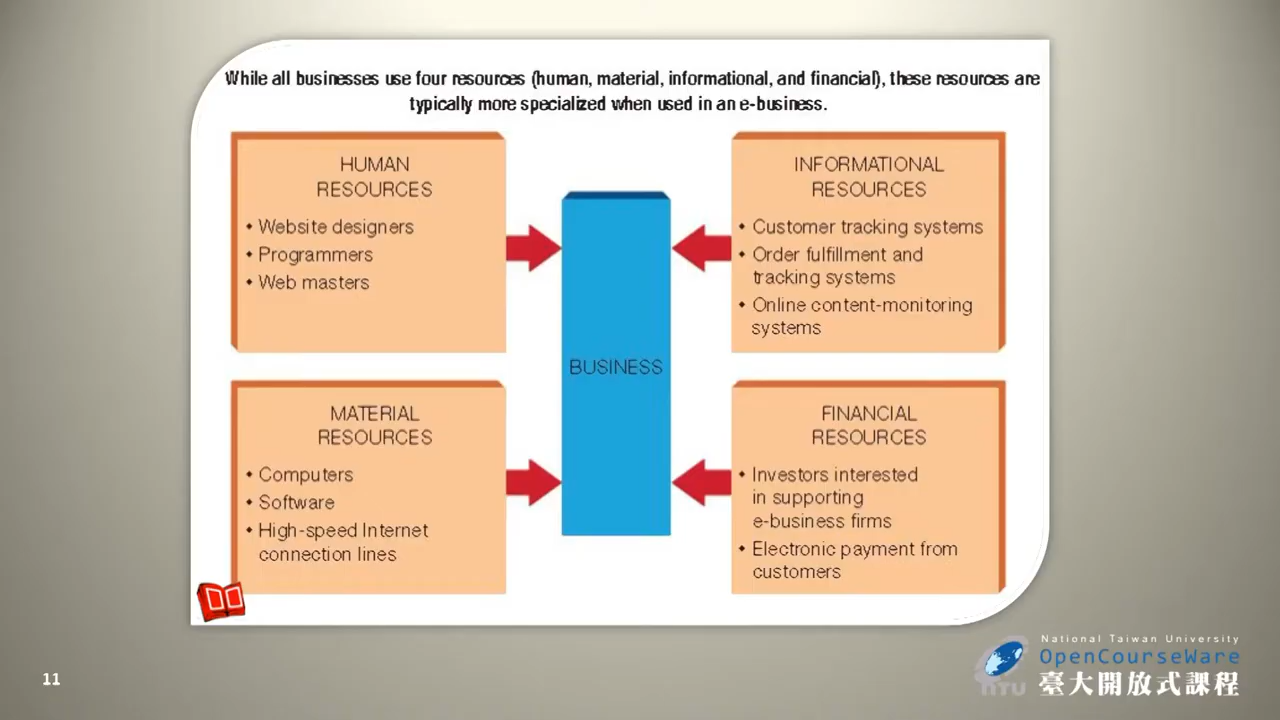 While all businesses use four resources (human, material, informational, and financial), these resources are
typically more specialized when used in an e-business.
HUMAN
RESOURCES
• Website designers
• Programmers
• Web masters
INFORMATIONAL
RESOURCES
• Customer tracking systems
• Order fulfillment and
tracking systems
• Online content-monitoring
systems
BUSINESS
MATERIAL
RESOURCES
• Computers
• Software
• High-speed Internet
connection lines
FINANCIAL
RESOURCES
• Investors interested
in supporting
e-business firms
• Electronic payment from
customers
11
National Taiwan University
OpenCourseWare
NTU
臺大開放式課程